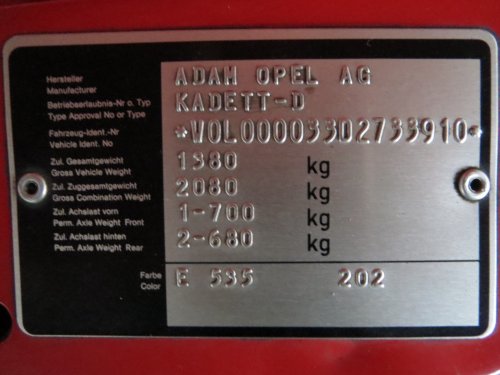 Hersteller
Manufacturer
ADAM OPEL AG
Betriebserlaubnis-Nr o. Typ
Type Approval No or Type
KADETT-D
Fahrzeug-Ident.-Nr
Vehicle Ident. No
*W0L000033D2733910*
Zul. Gesamtgewicht
Gross Vehicle Weight
1380 kg
Zul. Zuggesamtgewicht
Gross Combination Weight
2080 kg
Zul. Achslast vorn
Perm. Axle Weight Front
1-700 kg
Zul. Achslast hinten
Perm. Axle Weight Rear
2-680 kg
Farbe
Color
E 535 202